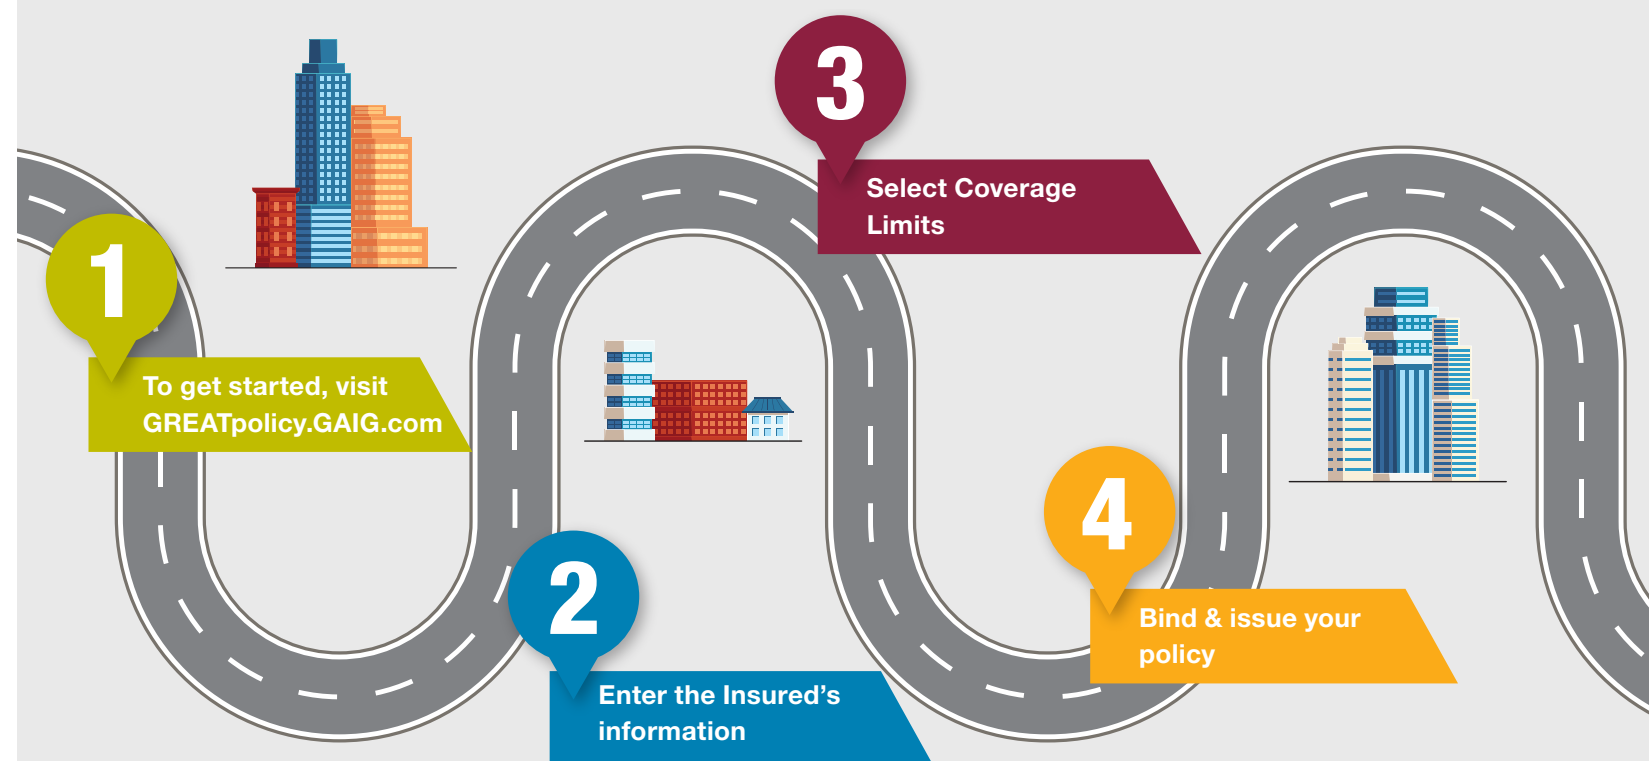 1
To get started, visit
GREATpolicy.GAIG.com
2
Enter the Insured’s
information
3
Select Coverage
Limits
4
Bind & issue your
policy